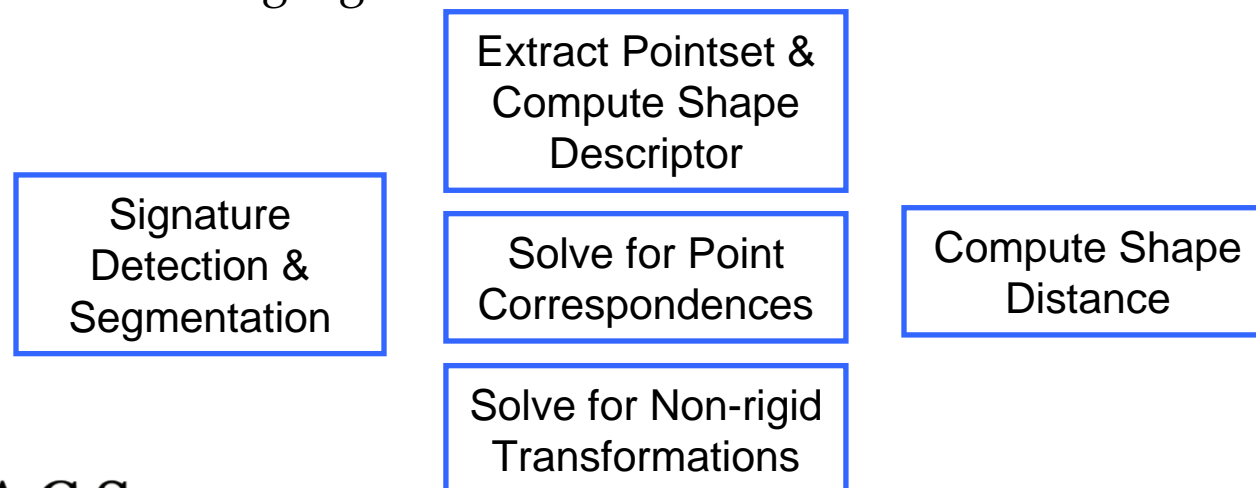 Signature
Detection &
Segmentation
Extract Pointset &
Compute Shape
Descriptor
Solve for Point
Correspondences
Solve for Non-rigid
Transformations
Compute Shape
Distance